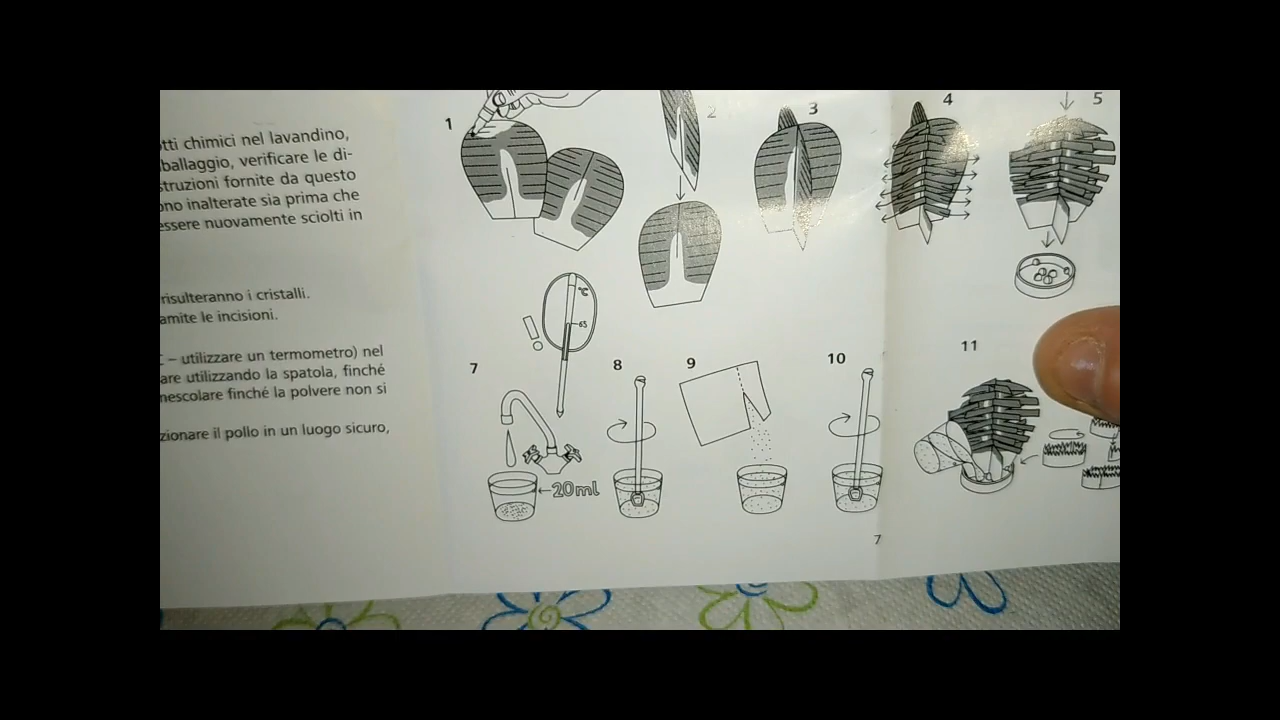 otti chimici nel lavandino,
ballaggio, verificare le di-
struzioni fornite da questo
ono inalterate sia prima che
essere nuovamente sciolti in
risulteranno i cristalli.
amite le incisioni.
– utilizzare un termometro) nel
are utilizzando la spatola, finché
mescolare finché la polvere non si
zionare il pollo in un luogo sicuro,
1
2
3
4
5
°C
65
!
7
8
9
10
11
20ml
7